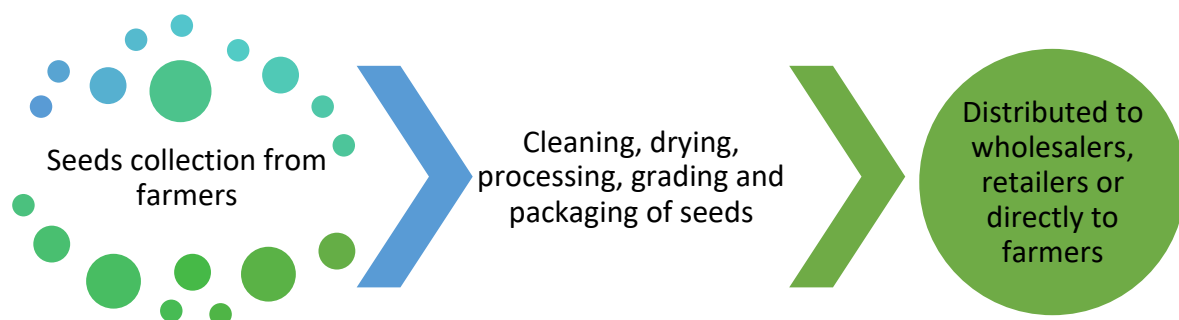 Seeds collection from
farmers
Cleaning, drying,
processing, grading and
packaging of seeds
Distributed to
wholesalers,
retailers or
directly to
farmers